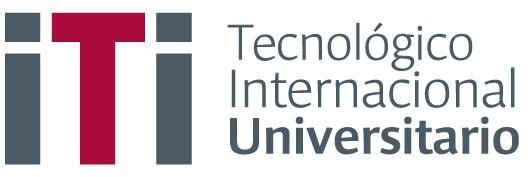 iTi
Tecnológico
Internacional
Universitario